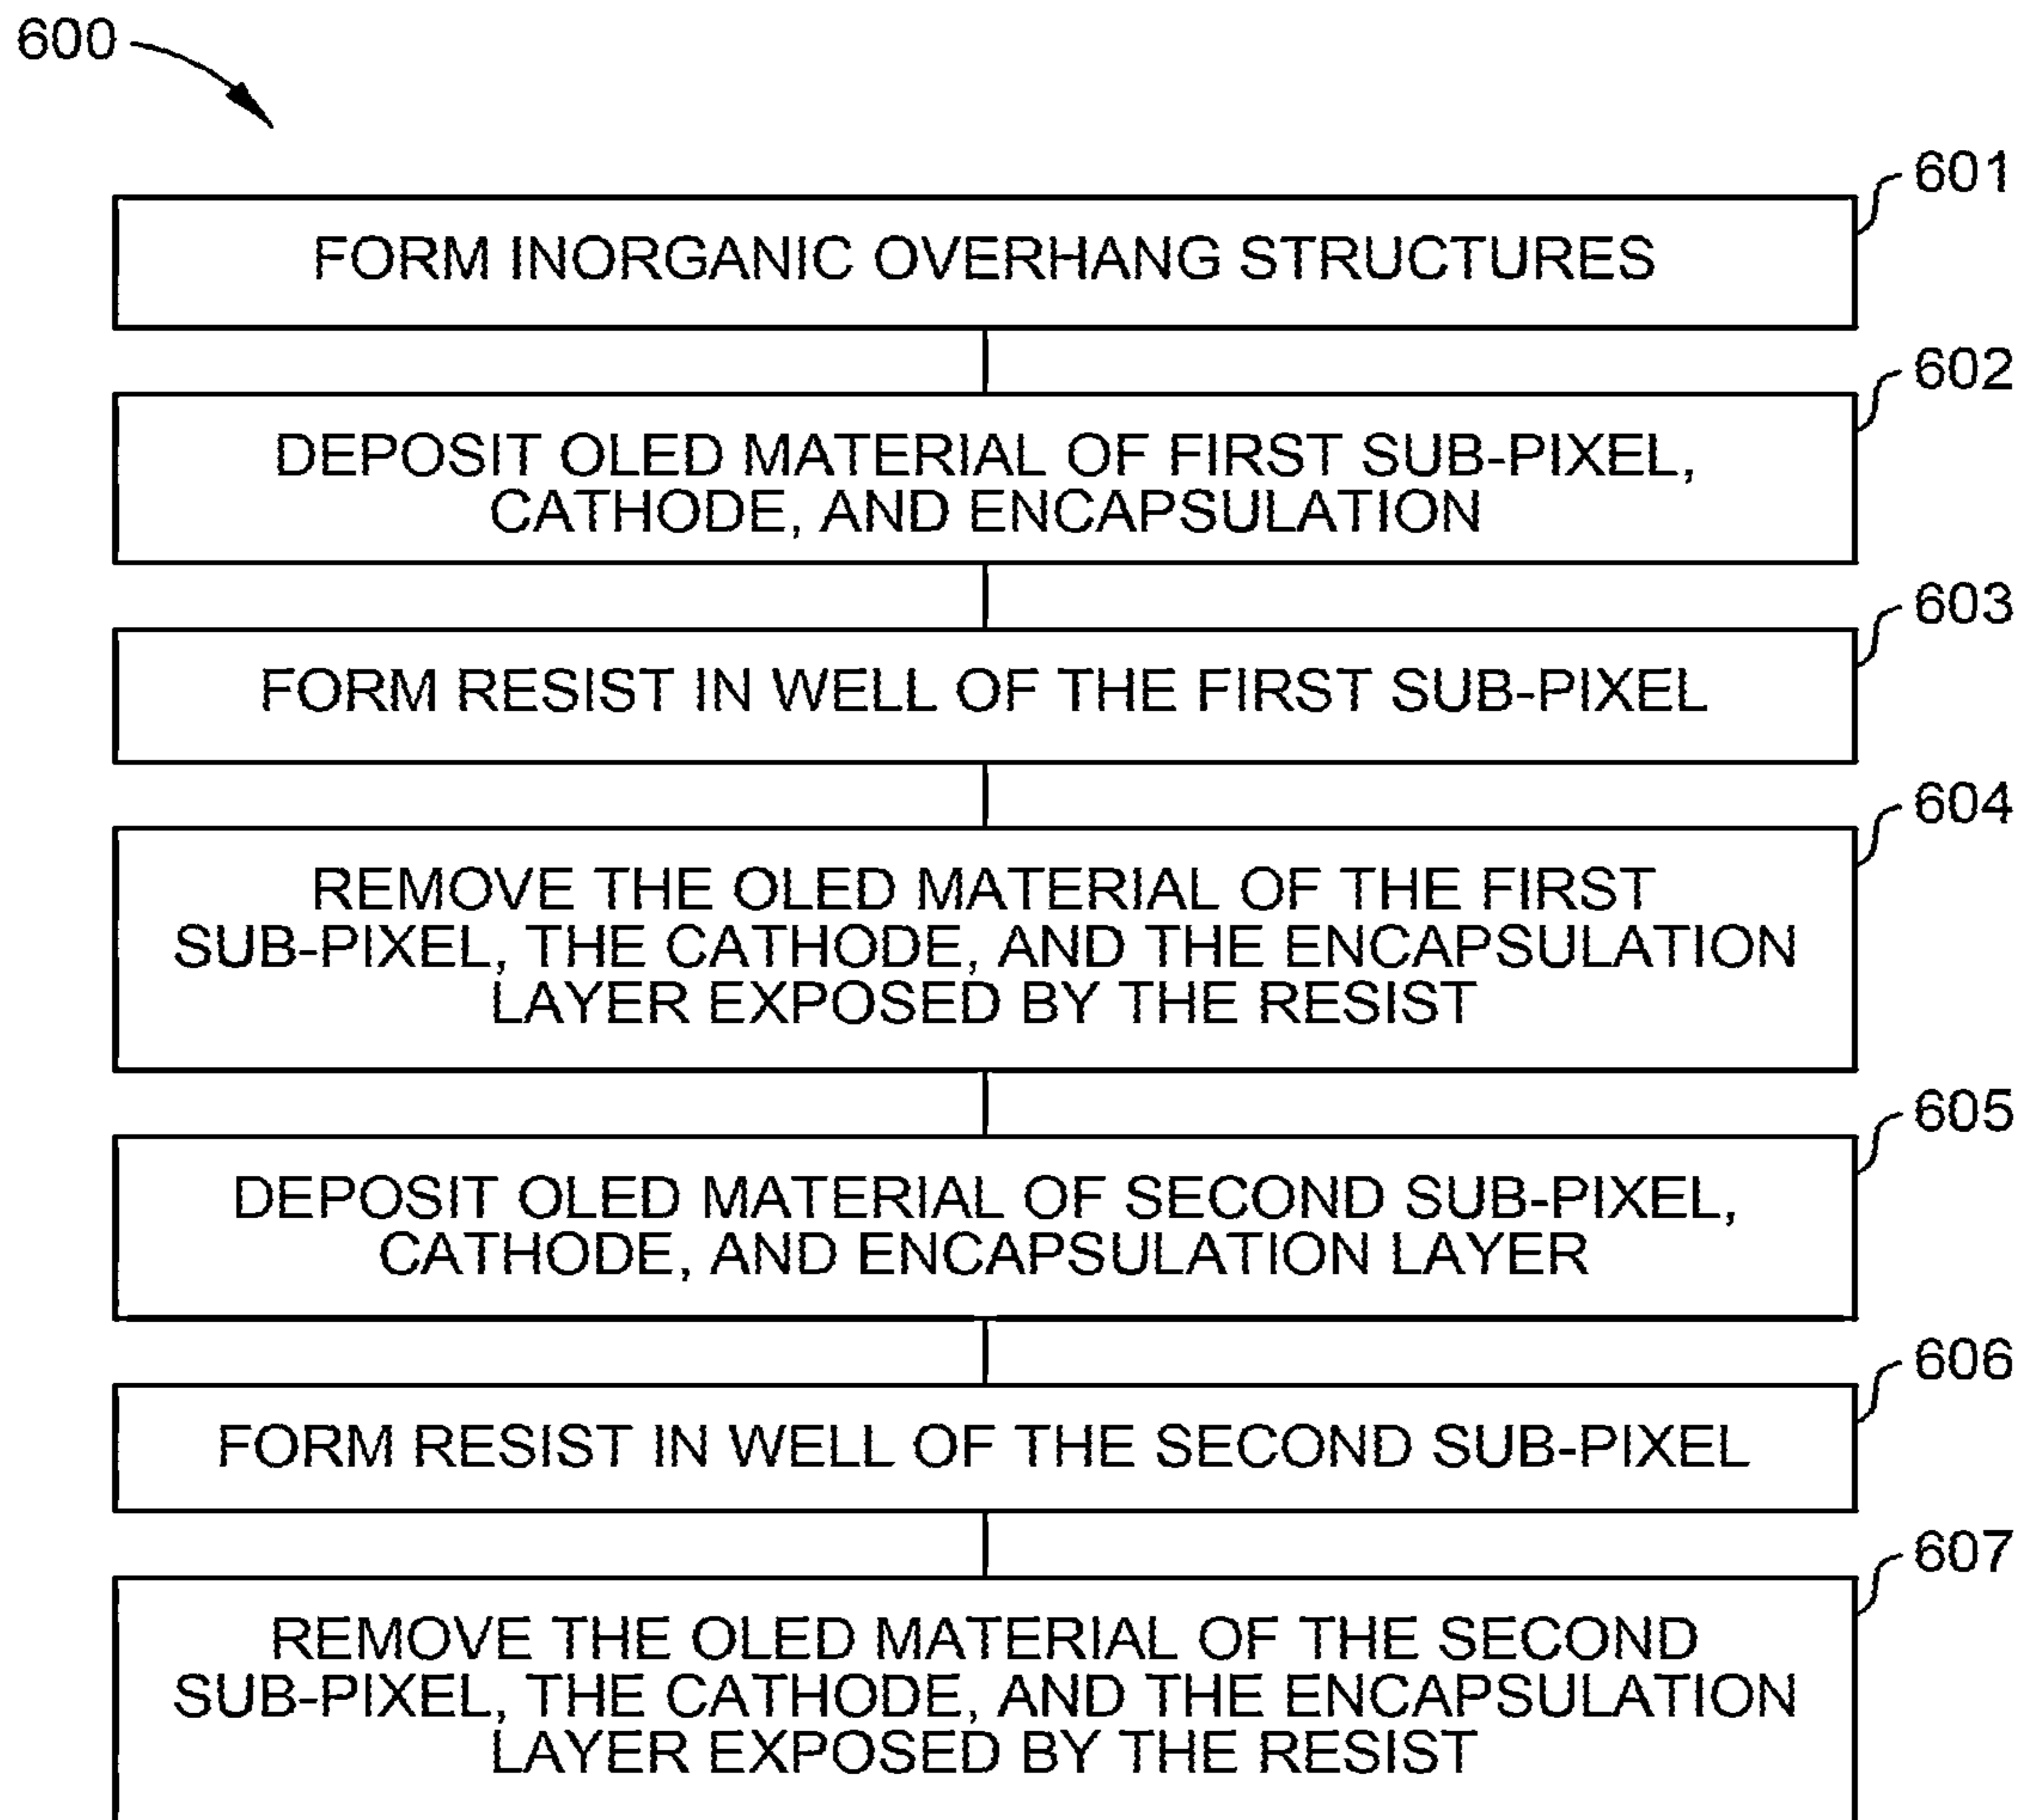 600
601
FORM INORGANIC OVERHANG STRUCTURES
602
DEPOSIT OLED MATERIAL OF FIRST SUB-PIXEL,
CATHODE, AND ENCAPSULATION
603
FORM RESIST IN WELL OF THE FIRST SUB-PIXEL
604
REMOVE THE OLED MATERIAL OF THE FIRST
SUB-PIXEL, THE CATHODE, AND THE ENCAPSULATION
LAYER EXPOSED BY THE RESIST
605
DEPOSIT OLED MATERIAL OF SECOND SUB-PIXEL,
CATHODE, AND ENCAPSULATION LAYER
606
FORM RESIST IN WELL OF THE SECOND SUB-PIXEL
607
REMOVE THE OLED MATERIAL OF THE SECOND
SUB-PIXEL, THE CATHODE, AND THE ENCAPSULATION
LAYER EXPOSED BY THE RESIST